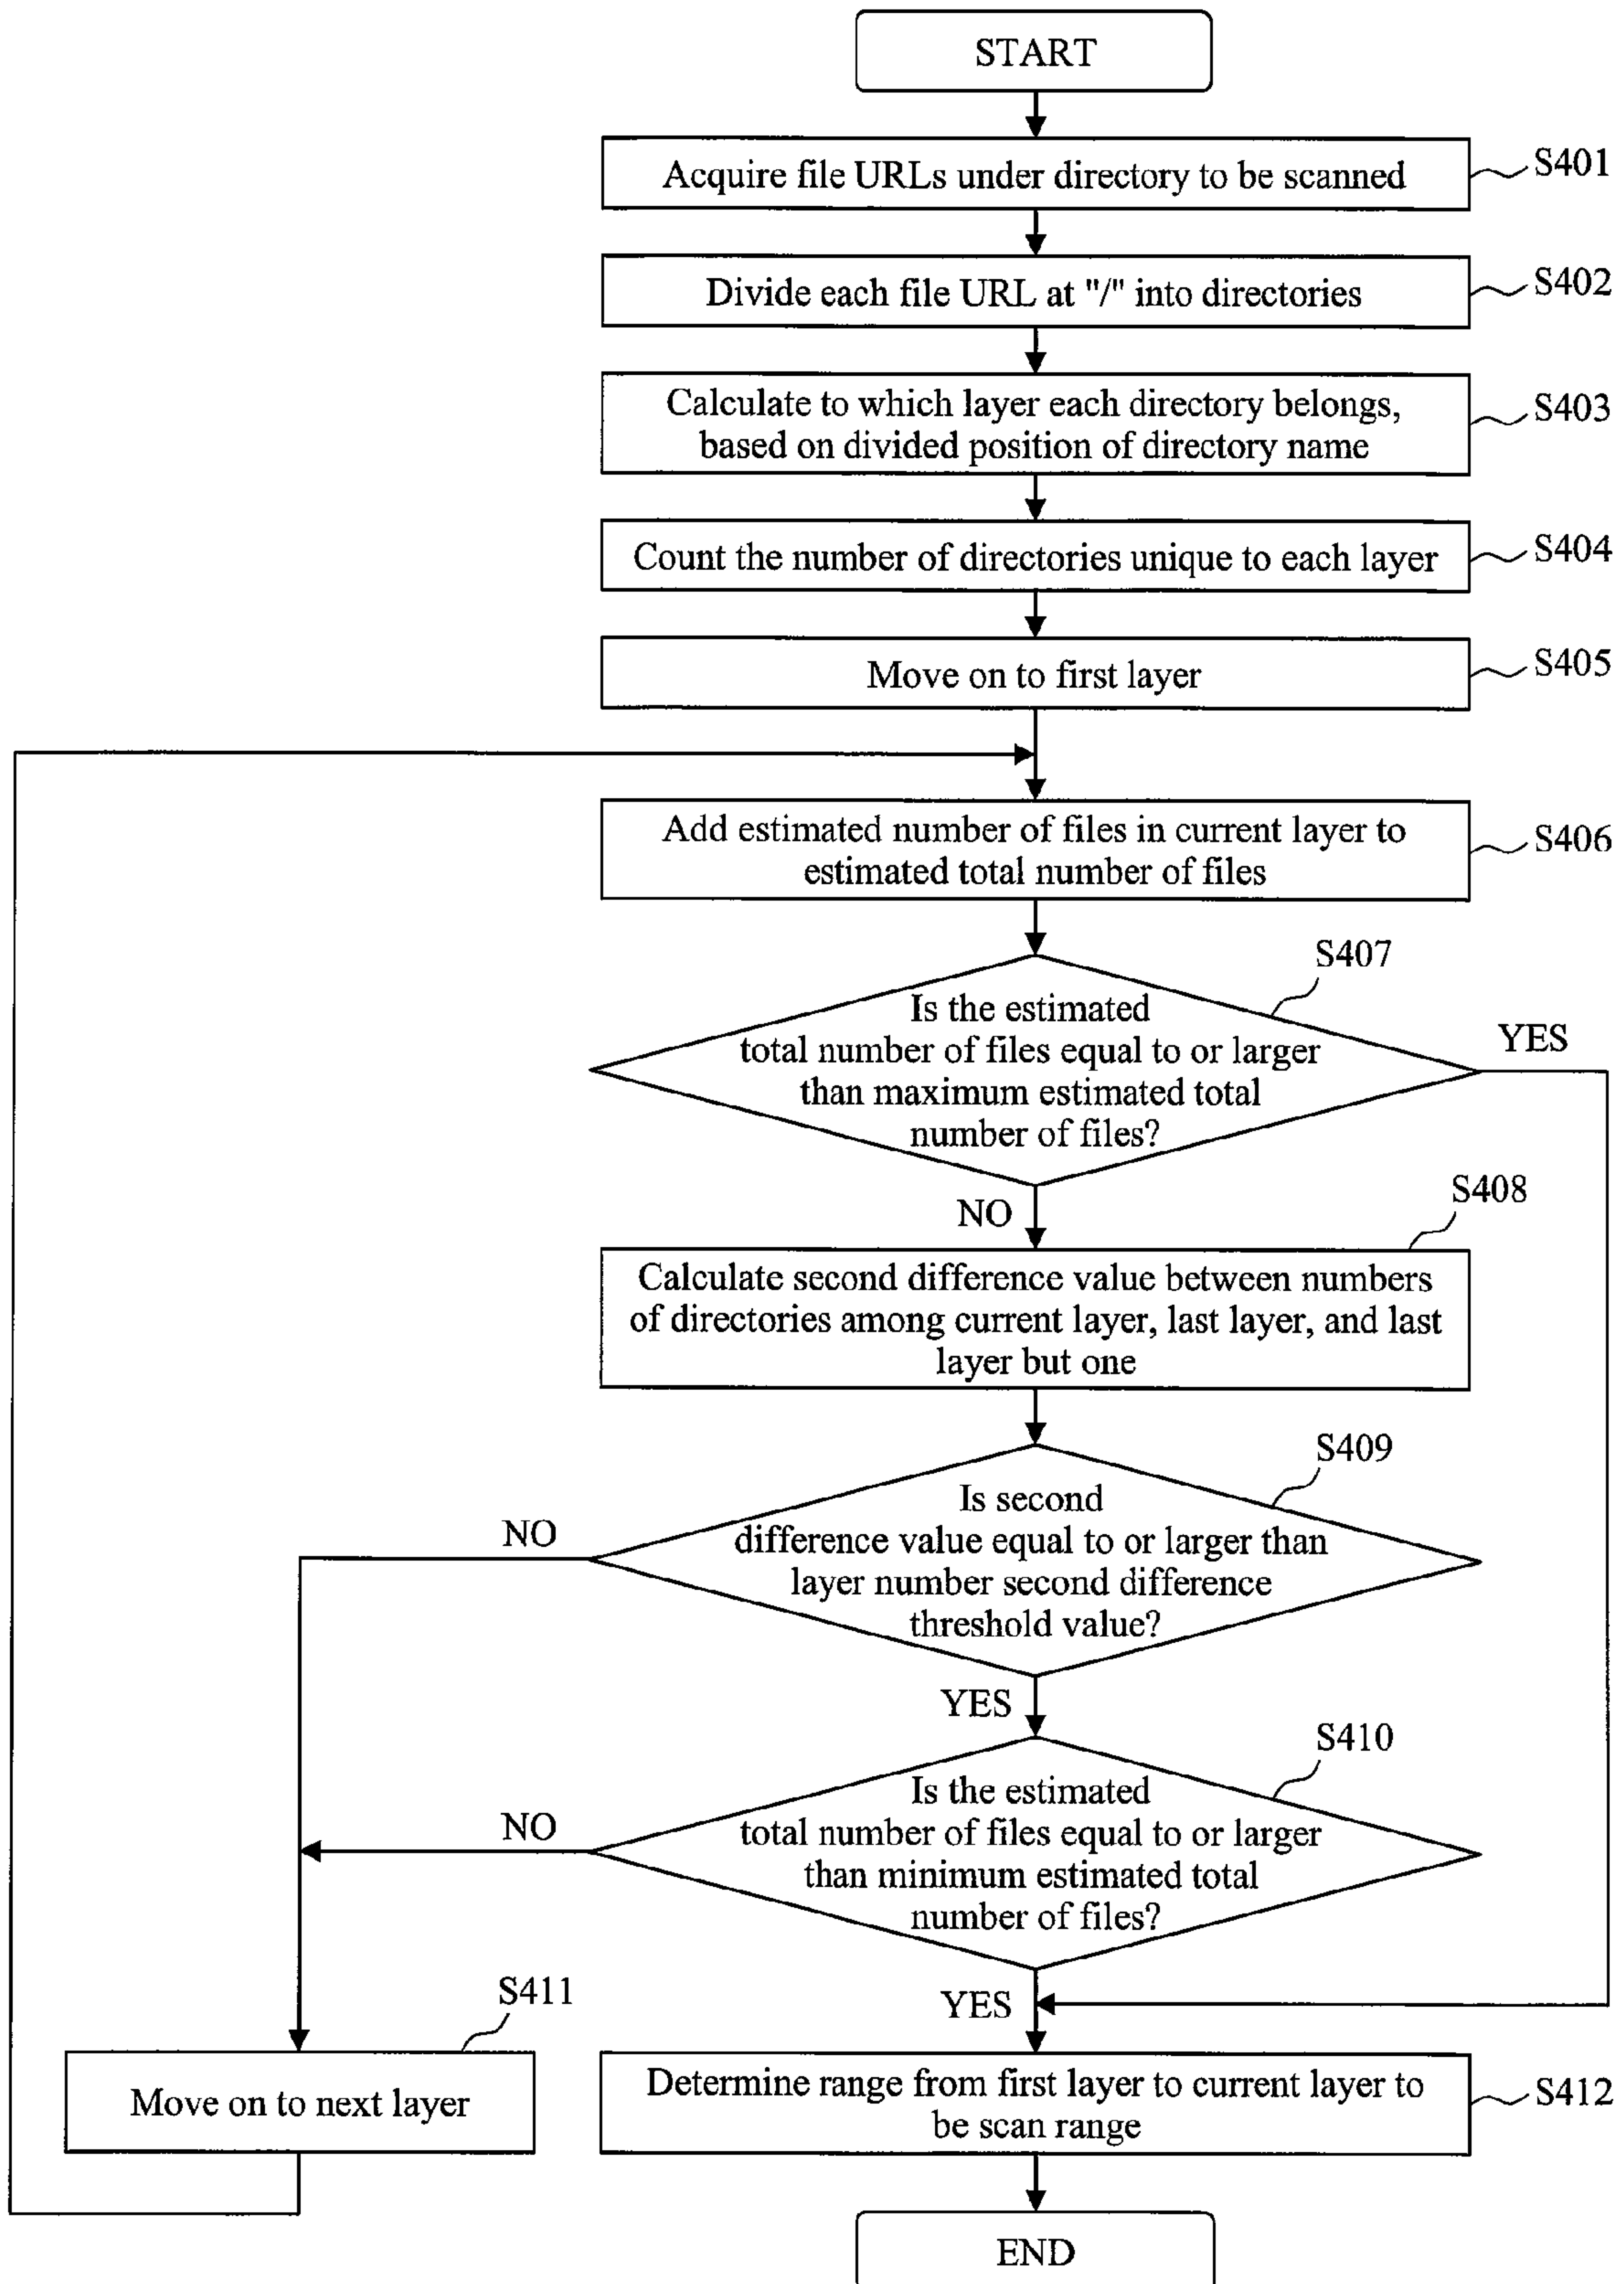 START
Acquire file URLs under directory to be scanned
S401
Divide each file URL at "/" into directories
S402
Calculate to which layer each directory belongs,
based on divided position of directory name
S403
Count the number of directories unique to each layer
S404
Move on to first layer
S405
Add estimated number of files in current layer to
estimated total number of files
S406
S407
Is the estimated
total number of files equal to or larger
than maximum estimated total
number of files?
YES
NO
S408
Calculate second difference value between numbers
of directories among current layer, last layer, and last
layer but one
S409
Is second
difference value equal to or larger than
layer number second difference
threshold value?
NO
YES
S410
Is the estimated
total number of files equal to or larger
than minimum estimated total
number of files?
NO
YES
S411
Move on to next layer
Determine range from first layer to current layer to
be scan range
S412
END